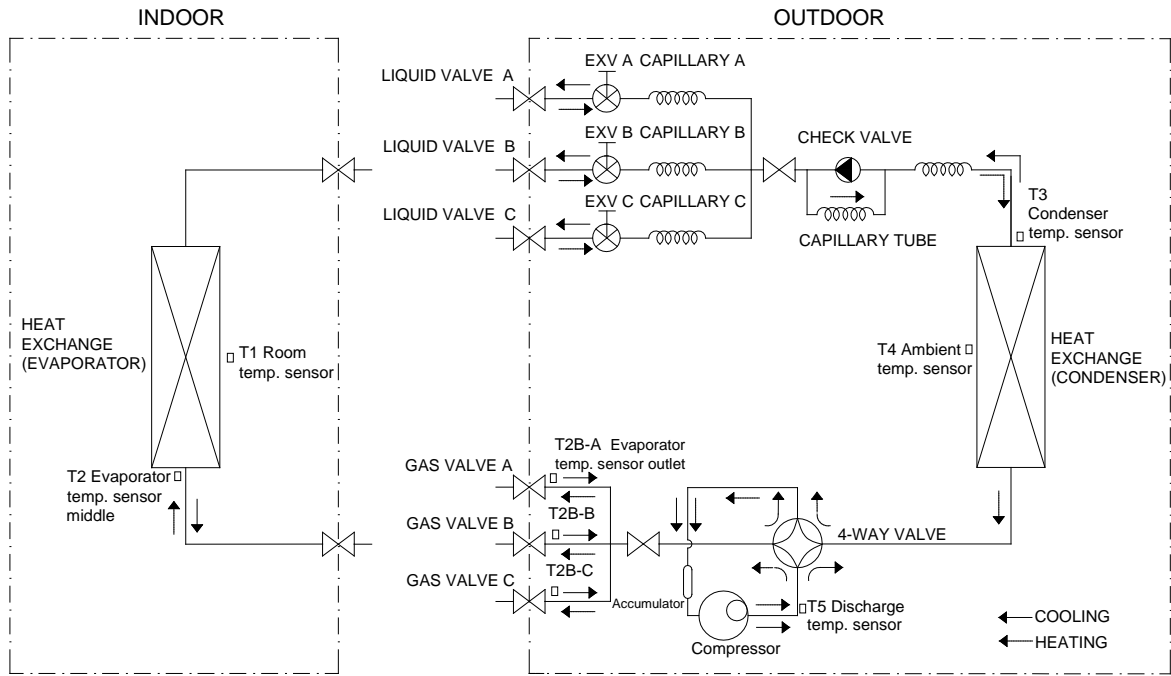 INDOOR
OUTDOOR
EXV A CAPILLARY A
LIQUID VALVE A
EXV B CAPILLARY B
LIQUID VALVE B
CHECK VALVE
EXV C CAPILLARY C
LIQUID VALVE C
CAPILLARY TUBE
T3
Condenser
temp. sensor
HEAT
EXCHANGE
(EVAPORATOR)
T1 Room
temp. sensor
T4 Ambient
temp. sensor
HEAT
EXCHANGE
(CONDENSER)
T2 Evaporator
temp. sensor
middle
T2B-A Evaporator
temp. sensor outlet
GAS VALVE A
T2B-B
GAS VALVE B
T2B-C
GAS VALVE C
4-WAY VALVE
Accumulator
Compressor
T5 Discharge
temp. sensor
COOLING
HEATING